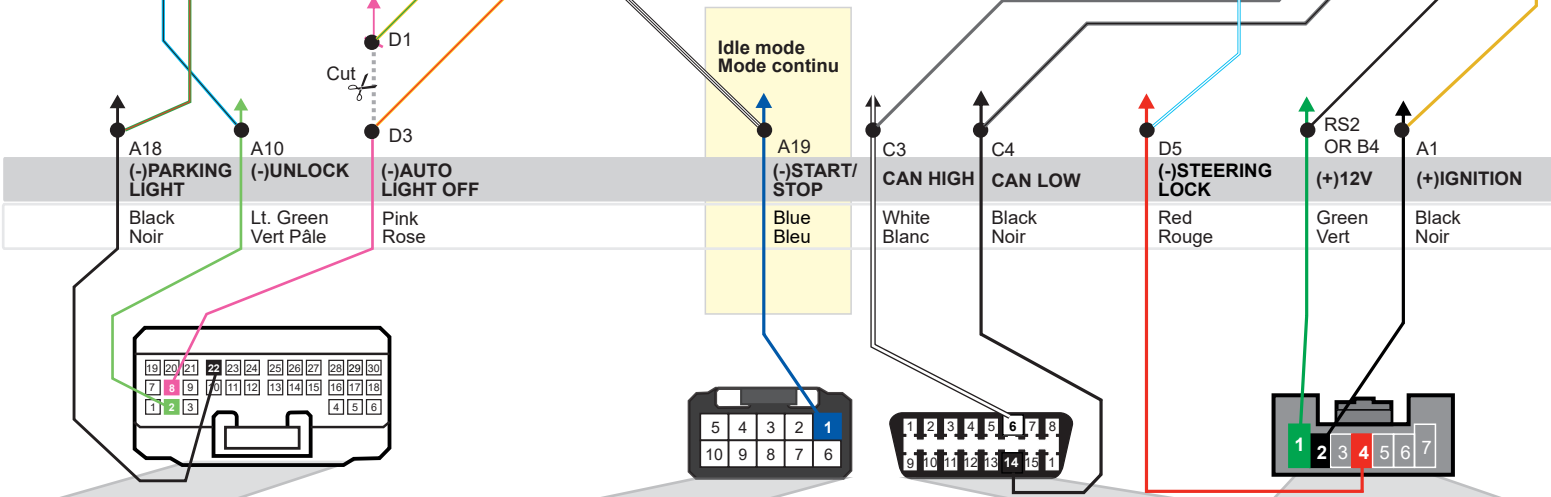 D1
Idle mode
Mode continu
Cut
D3
A18
A10
A19
C3
C4
D5
RS2
OR B4
A1
(-)PARKING
LIGHT
(-)UNLOCK
(-)AUTO
LIGHT OFF
(-)START/
STOP
CAN HIGH
CAN LOW
(-)STEERING
LOCK
(+)12V
(+)IGNITION
Black
Noir
Lt. Green
Vert Pâle
Pink
Rose
Blue
Bleu
White
Blanc
Black
Noir
Red
Rouge
Green
Vert
Black
Noir
19 20 21 22 23 24 25 26 27 28 29 30
7 8 9 10 11 12 13 14 15 16 17 18
1 2 3 4 5 6
5 4 3 2 1
10 9 8 7 6
1 2 3 4 5 6 7 8
9 10 11 12 13 14 15 1
1 2 3 4 5 6 7